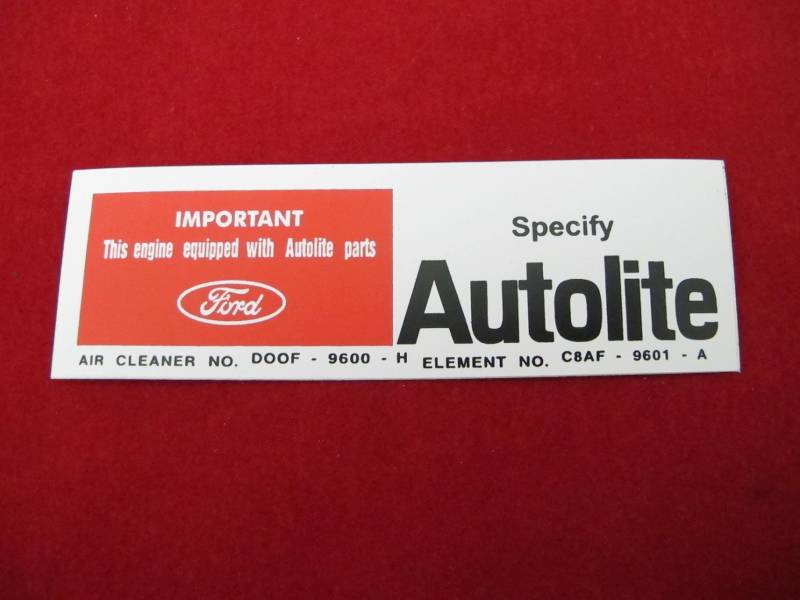 IMPORTANT
This engine equipped with Autolite parts
Ford
Specify
Autolite
AIR CLEANER NO. DOOF - 9600 - H ELEMENT NO. C8AF - 9601 - A